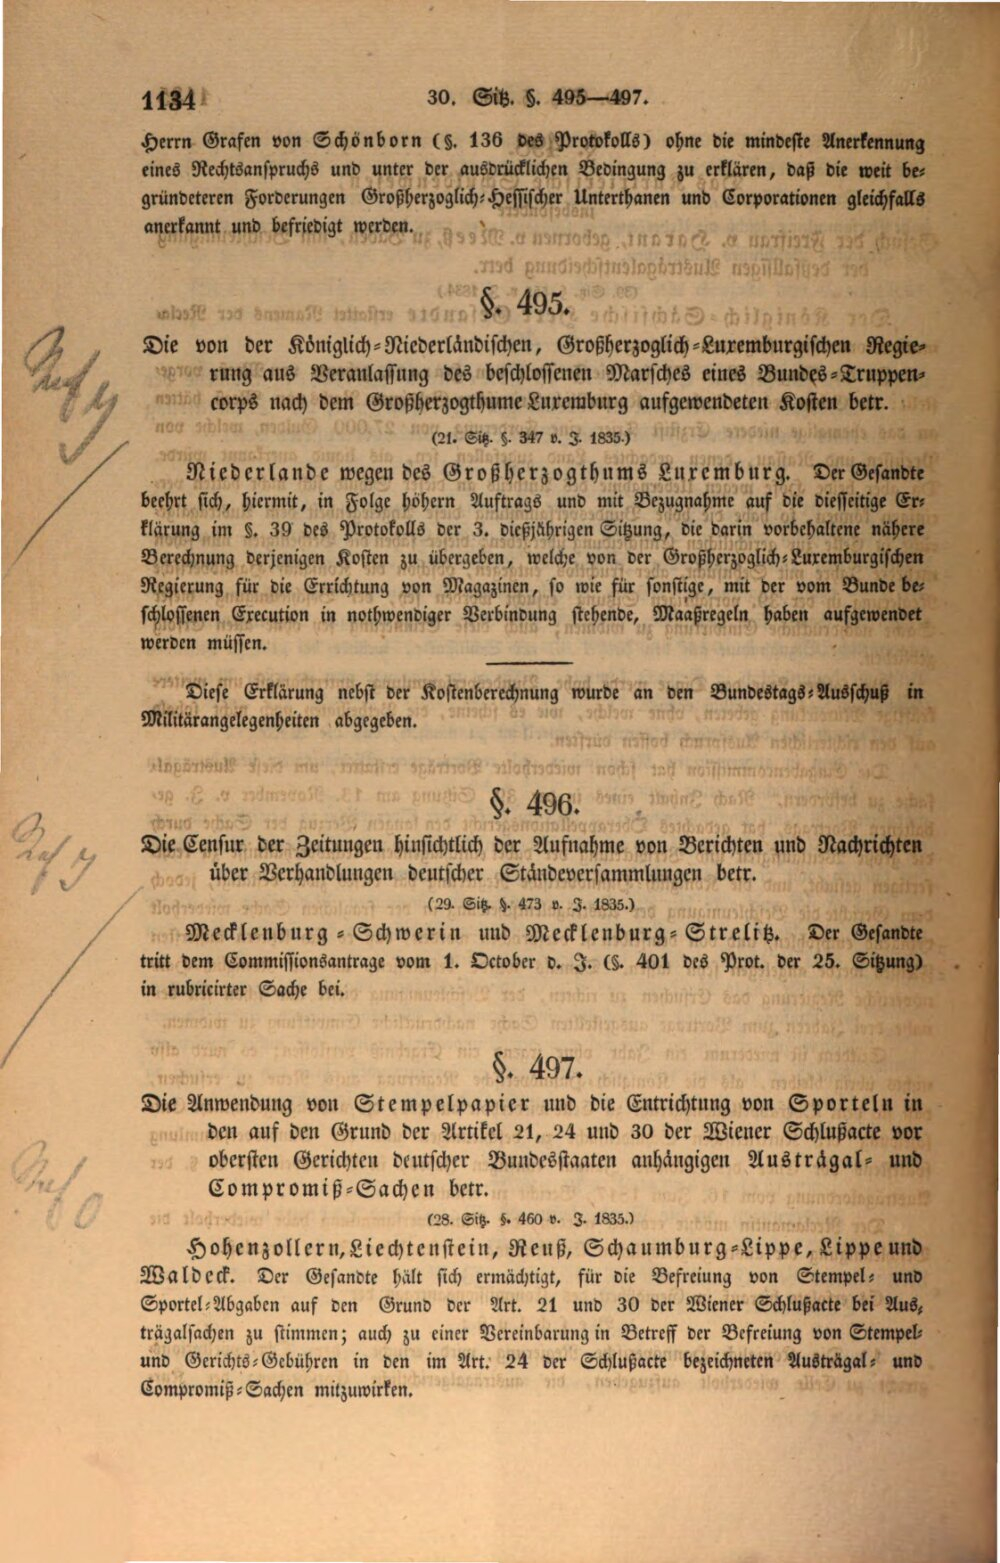 1134
30. Sitz. §. 495—497.
Herrn Grafen von Schönborn (§. 136 des Protokolls) ohne die mindeste Anerkennung
eines Rechtsanspruchs und unter der ausdrücklichen Bedingung zu erklären, daß die weit be-
gründeteren Forderungen Großherzoglich-Hessischer Unterthanen und Corporationen gleichfalls
anerkannt und befriedigt werden.
§. 495.
Die von der Königlich-Niederländischen, Großherzoglich-Luxemburgischen Regie-
rung aus Veranlassung des beschlossenen Marsches eines Bundes-Truppen-
corps nach dem Großherzogthume Luxemburg aufgewendeten Kosten betr.
(21. Sitz. §. 347 v. J. 1835.)
Niederlande wegen des Großherzogthums Luxemburg. Der Gesandte
beehrt sich, hiermit, in Folge höhern Auftrags und mit Bezugnahme auf die diesseitige Er-
klärung im §. 39 des Protokolls der 3. dießjährigen Sitzung, die darin vorbehaltene nähere
Berechnung derjenigen Kosten zu übergeben, welche von der Großherzoglich-Luxemburgischen
Regierung für die Errichtung von Magazinen, so wie für sonstige, mit der vom Bunde be-
schlossenen Execution in nothwendiger Verbindung stehende, Maaßregeln haben aufgewendet
werden müssen.
Diese Erklärung nebst der Kostenberechnung wurde an den Bundestags-Ausschuß in
Militärangelegenheiten abgegeben.
§. 496.
Die Censur der Zeitungen hinsichtlich der Aufnahme von Berichten und Nachrichten
über Verhandlungen deutscher Ständeversammlungen betr.
(29. Sitz. §. 473 v. J. 1835.)
Mecklenburg-Schwerin und Mecklenburg-Strelitz. Der Gesandte
tritt dem Commissionsantrage vom 1. October d. J. (§. 401 des Prot. der 25. Sitzung)
in rubricirter Sache bei.
§. 497.
Die Anwendung von Stempelpapier und die Entrichtung von Sporteln in
den auf den Grund der Artikel 21, 24 und 30 der Wiener Schlußacte vor
obersten Gerichten deutscher Bundesstaaten anhängigen Austrägal- und
Compromiß-Sachen betr.
(28. Sitz. §. 460 v. J. 1835.)
Hohenzollern, Liechtenstein, Reuß, Schaumburg-Lippe, Lippe und
Waldeck. Der Gesandte hält sich ermächtigt, für die Befreiung von Stempel- und
Sportel-Abgaben auf den Grund der Art. 21 und 30 der Wiener Schlußacte bei Aus-
trägalsachen zu stimmen; auch zu einer Vereinbarung in Betreff der Befreiung von Stempel-
und Gerichts-Gebühren in den im Art. 24 der Schlußacte bezeichneten Austrägal- und
Compromiß-Sachen mitzuwirken.